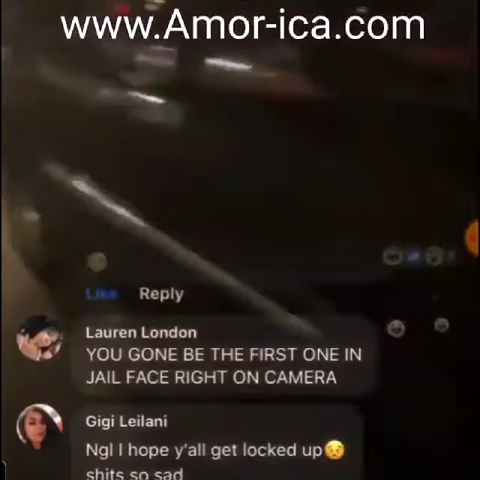 www.Amor-ica.com
Like Reply
Lauren London
YOU GONE BE THE FIRST ONE IN
JAIL FACE RIGHT ON CAMERA
Gigi Leilani
Ngl I hope y'all get locked up😟
shits so sad